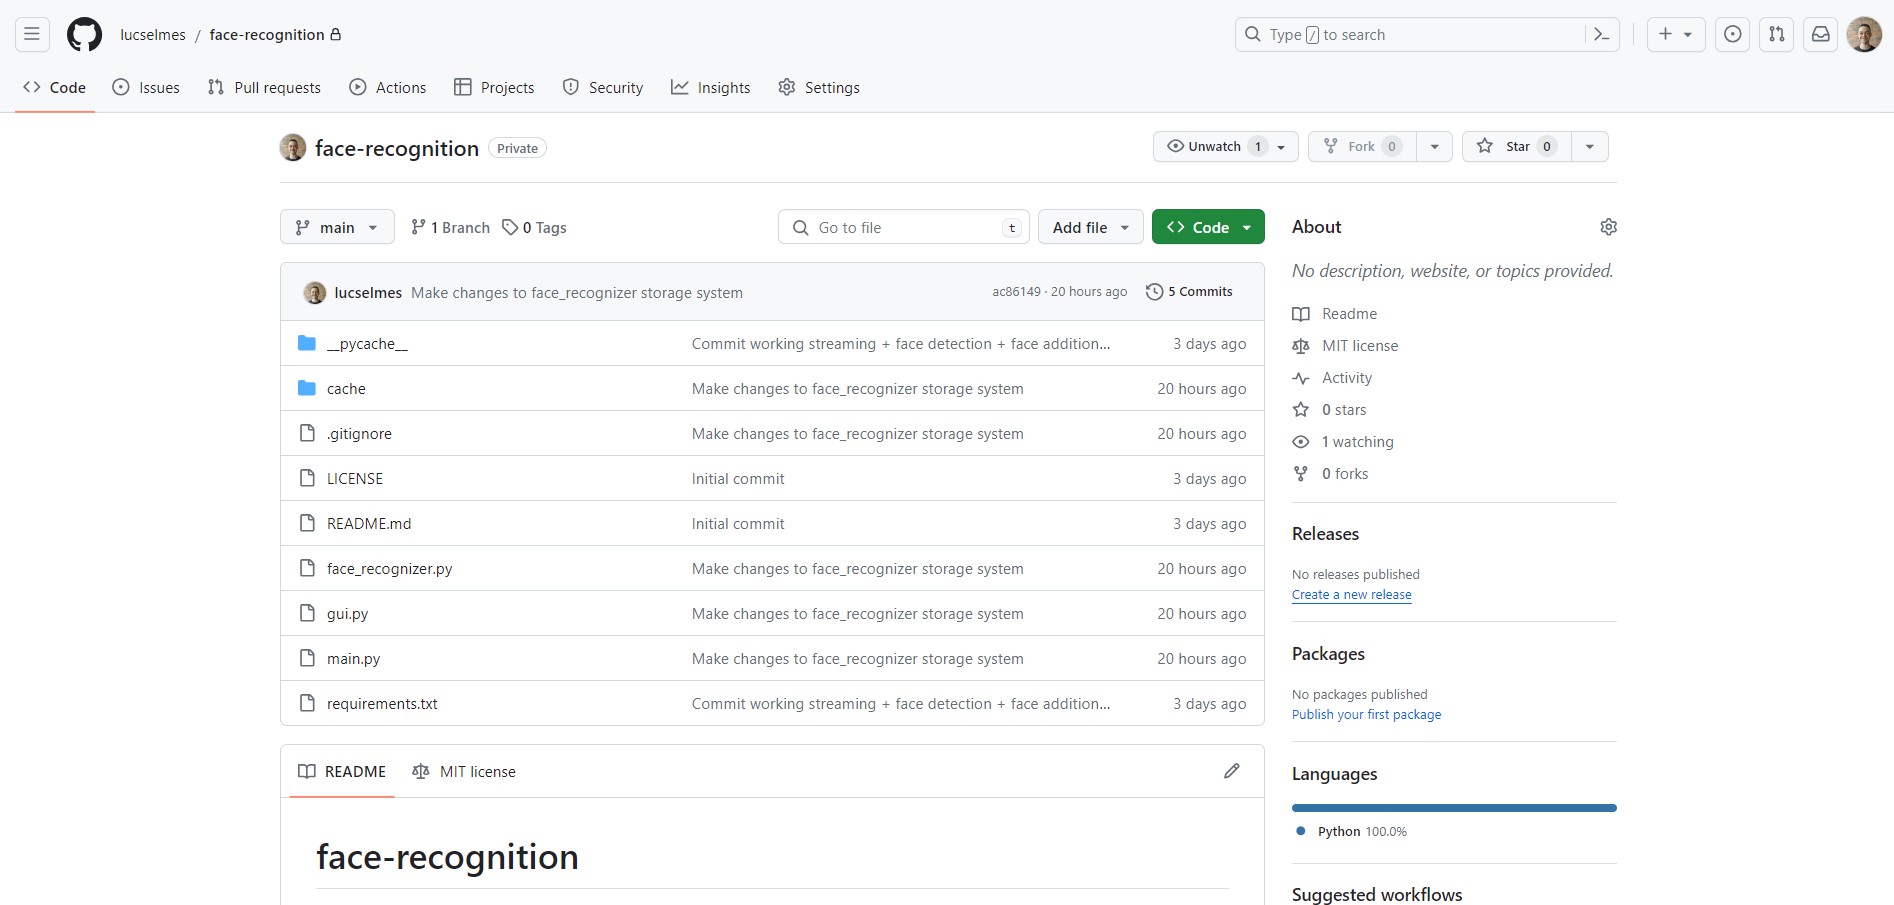 lucselmes / face-recognition
Type / to search
Code Issues Pull requests Actions Projects Security Insights Settings
face-recognition Private
Unwatch 1 Fork 0 Star 0
main 1 Branch 0 Tags
Go to file t
Add file
Code
lucselmes Make changes to face_recognizer storage system ac86149 · 20 hours ago 5 Commits
__pycache__ Commit working streaming + face detection + face addition... 3 days ago
cache Make changes to face_recognizer storage system 20 hours ago
.gitignore Make changes to face_recognizer storage system 20 hours ago
LICENSE Initial commit 3 days ago
README.md Initial commit 3 days ago
face_recognizer.py Make changes to face_recognizer storage system 20 hours ago
gui.py Make changes to face_recognizer storage system 20 hours ago
main.py Make changes to face_recognizer storage system 20 hours ago
requirements.txt Commit working streaming + face detection + face addition... 3 days ago
README MIT license
face-recognition
About
No description, website, or topics provided.
Readme
MIT license
Activity
0 stars
1 watching
0 forks
Releases
No releases published
Create a new release
Packages
No packages published
Publish your first package
Languages
Python 100.0%
Suggested workflows